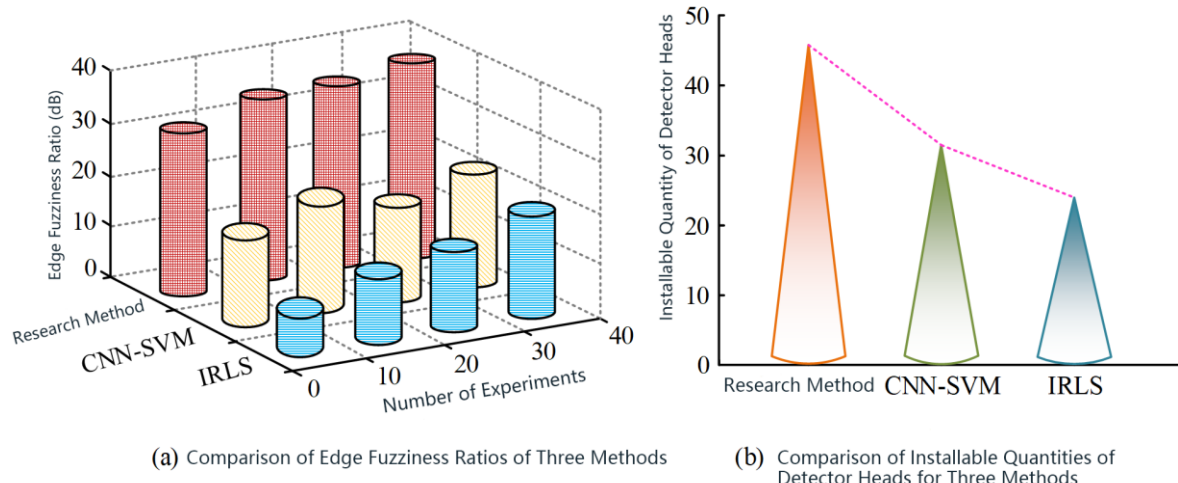 40
30
20
10
0
Edge Fuzziness Ratio (dB)
Research Method
CNN-SVM
IRLS
0
10
20
30
40
Number of Experiments
(a) Comparison of Edge Fuzziness Ratios of Three Methods
50
40
30
20
10
0
Installable Quantity of Detector Heads
Research Method
CNN-SVM
IRLS
(b) Comparison of Installable Quantities of
Detector Heads for Three Methods